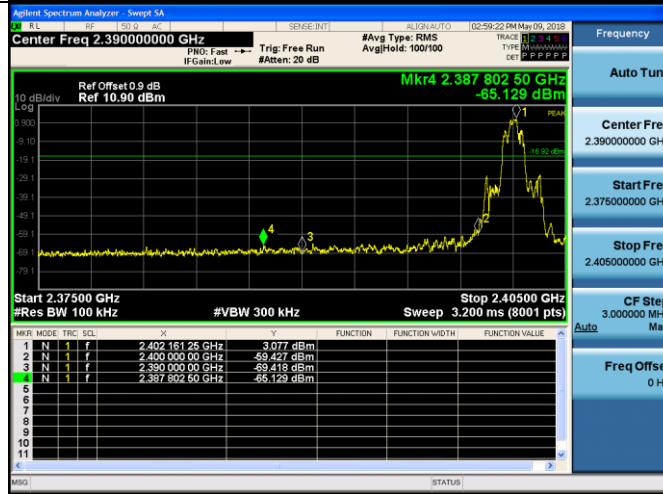 Agilent Spectrum Analyzer - Swept SA
RL RF 50 Ω AC SENSE:INT ALIGN AUTO 02:59:22 PM May 09, 2018
Center Freq 2.390000000 GHz
#Avg Type: RMS
TRACE 1 2 3 4 5 6
PNO: Fast
Trig: Free Run
Avg|Hold: 100/100
TYPE M
IFGain:Low
#Atten: 20 dB
DET P P P P P P
Ref Offset 0.9 dB
Mkr4 2.387 802 50 GHz
10 dB/div Ref 10.90 dBm
-65.129 dBm
Log
PEAK
0.900
-9.10
-16.92 dBm
-19.1
-29.1
-39.1
-49.1
-59.1
-69.1
-79.1
1
2
3
4
Start 2.37500 GHz
Stop 2.40500 GHz
#Res BW 100 kHz
#VBW 300 kHz
Sweep 3.200 ms (8001 pts)
MKR MODE TRC SCL X Y FUNCTION FUNCTION WIDTH FUNCTION VALUE
1 N 1 f 2.402 161 25 GHz 3.077 dBm
2 N 1 f 2.400 000 00 GHz -59.427 dBm
3 N 1 f 2.390 000 00 GHz -69.418 dBm
4 N 1 f 2.387 802 50 GHz -65.129 dBm
5
6
7
8
9
10
11
MSG
STATUS
Frequency
Auto Tun
Center Fre
2.390000000 GH
Start Fre
2.375000000 GH
Stop Fre
2.405000000 GH
CF Ste
3.000000 MH
Auto Ma
Freq Offse
0 H